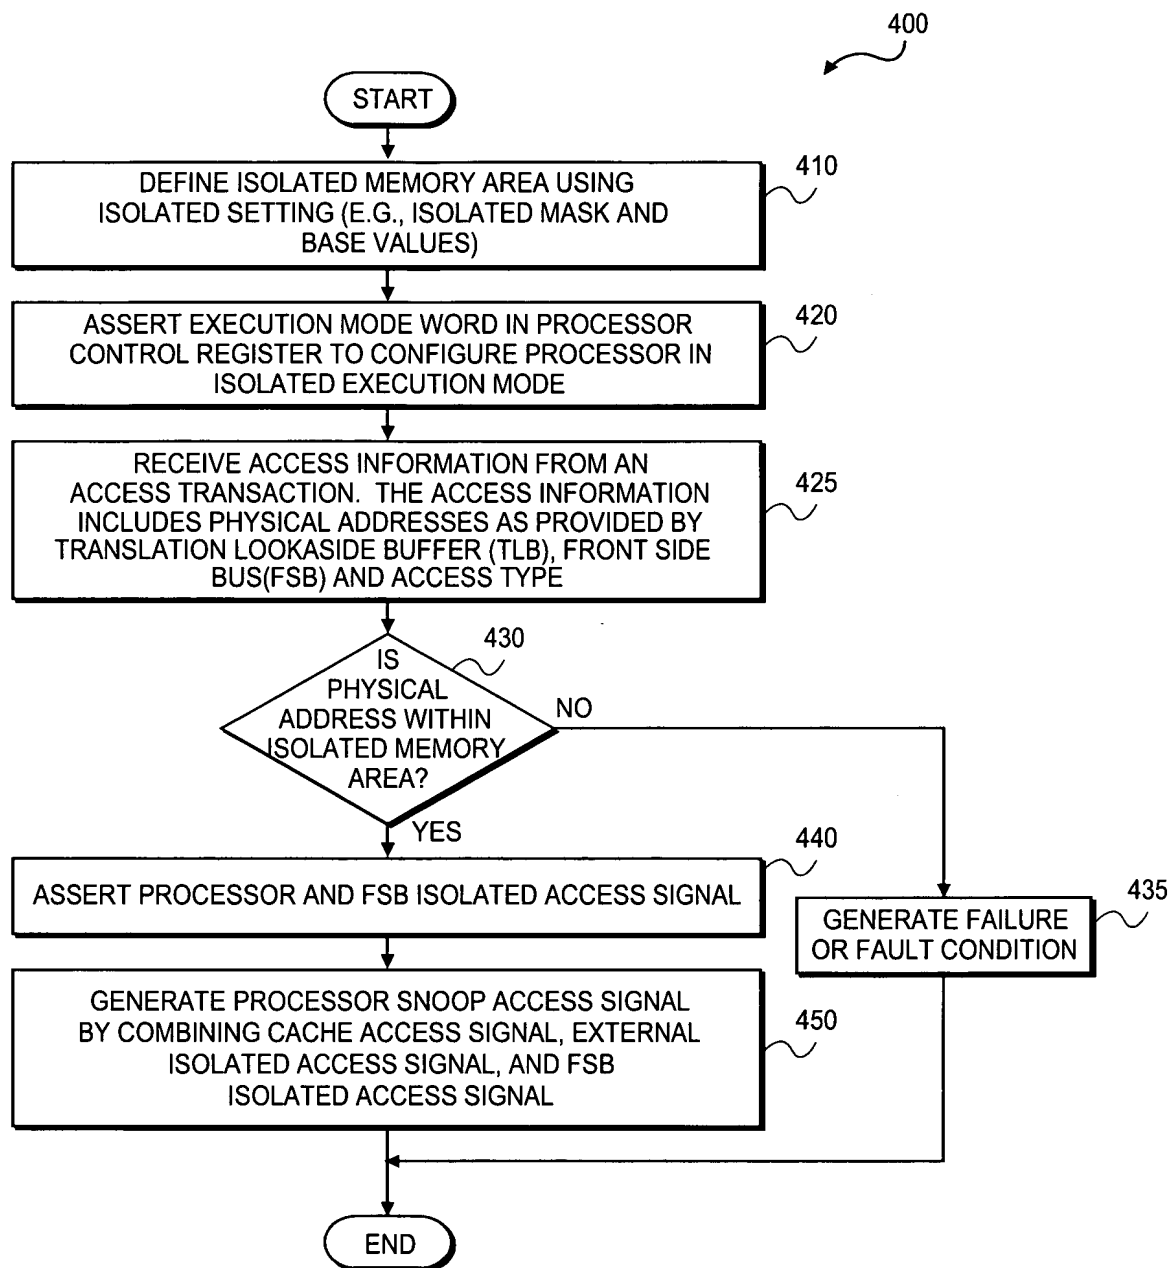 400
START
DEFINE ISOLATED MEMORY AREA USING
ISOLATED SETTING (E.G., ISOLATED MASK AND
BASE VALUES)
410
ASSERT EXECUTION MODE WORD IN PROCESSOR
CONTROL REGISTER TO CONFIGURE PROCESSOR IN
ISOLATED EXECUTION MODE
420
RECEIVE ACCESS INFORMATION FROM AN
ACCESS TRANSACTION. THE ACCESS INFORMATION
INCLUDES PHYSICAL ADDRESSES AS PROVIDED BY
TRANSLATION LOOKASIDE BUFFER (TLB), FRONT SIDE
BUS(FSB) AND ACCESS TYPE
425
IS
PHYSICAL
ADDRESS WITHIN
ISOLATED MEMORY
AREA?
430
NO
YES
ASSERT PROCESSOR AND FSB ISOLATED ACCESS SIGNAL
440
GENERATE FAILURE
OR FAULT CONDITION
435
GENERATE PROCESSOR SNOOP ACCESS SIGNAL
BY COMBINING CACHE ACCESS SIGNAL, EXTERNAL
ISOLATED ACCESS SIGNAL, AND FSB
ISOLATED ACCESS SIGNAL
450
END